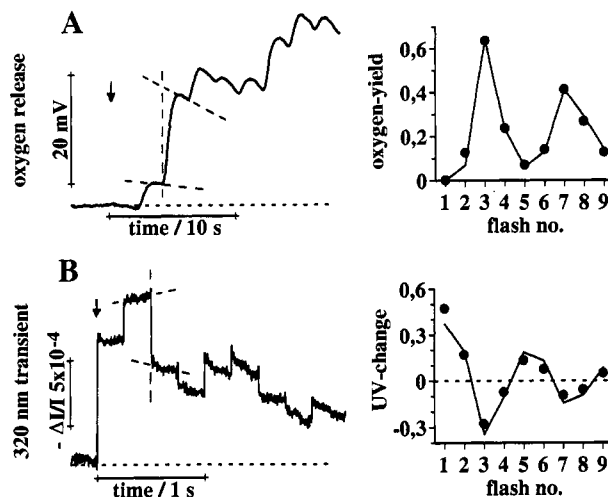 A
oxygen release
20 mV
time / 10 s
oxygen-yield
0,6
0,4
0,2
0
1 2 3 4 5 6 7 8 9
flash no.
B
320 nm transient
- ΔI/I 5x10-4
time / 1 s
UV-change
0,6
0,3
0
-0,3
1 2 3 4 5 6 7 8 9
flash no.